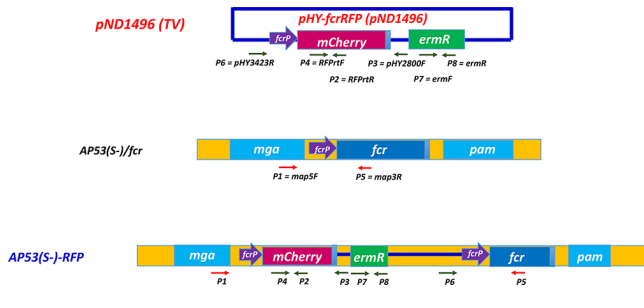 pND1496 (TV)
pHY-fcrRFP (pND1496)
fcrP mCherry ermR
P6 = pHY3423R P4 = RFPrtF P3 = pHY2800F P8 = ermR
P2 = RFPrtR P7 = ermF
AP53(S-)/fcr
mga fcrP fcr pam
P1 = map5F P5 = map3R
AP53(S-)-RFP
mga fcrP mCherry ermR fcrP fcr pam
P1 P4 P2 P3 P7 P8 P6 P5